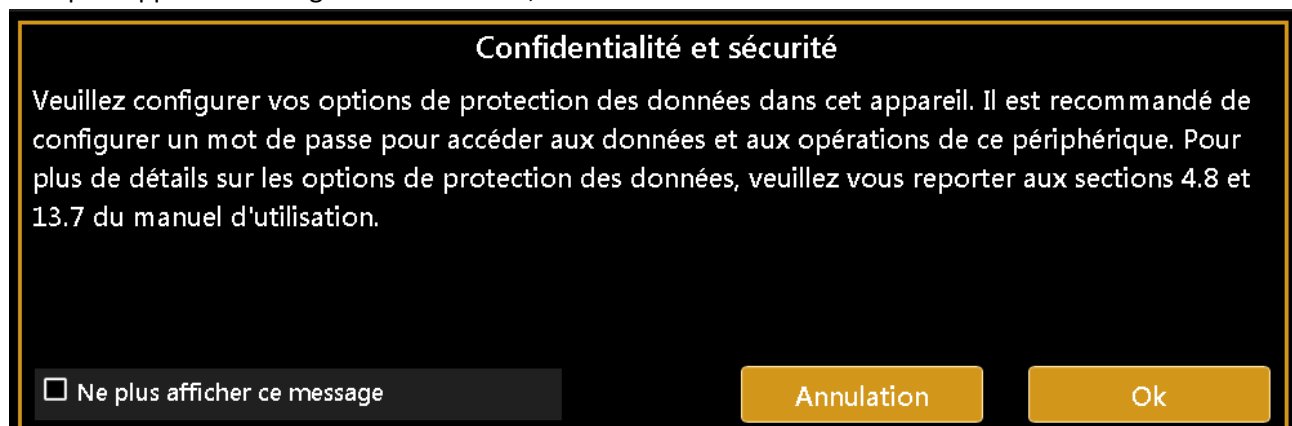 Confidentialité et sécurité
Veuillez configurer vos options de protection des données dans cet appareil. Il est recommandé de
configurer un mot de passe pour accéder aux données et aux opérations de ce périphérique. Pour
plus de détails sur les options de protection des données, veuillez vous reporter aux sections 4.8 et
13.7 du manuel d'utilisation.
Ne plus afficher ce message
Annulation
Ok